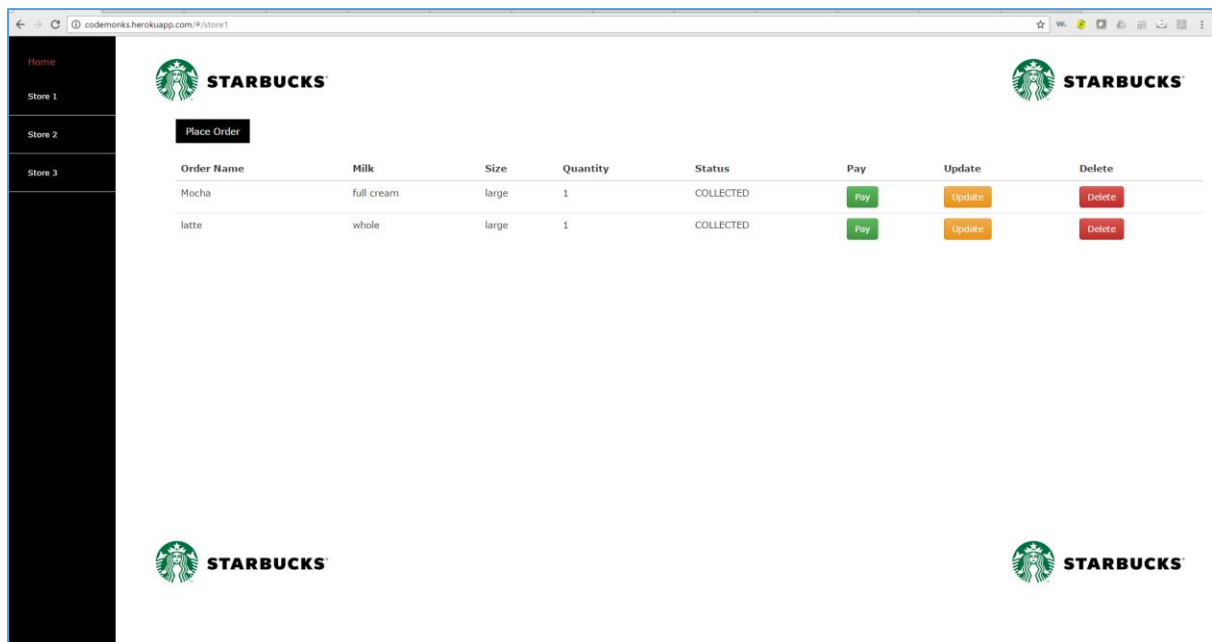 codemonks.herokuapp.com/#/store1
Home
STARBUCKS STARBUCKS
Store 1
Place Order
Store 2
Order Name Milk Size Quantity Status Pay Update Delete
Store 3
Mocha full cream large 1 COLLECTED Pay Update Delete
latte whole large 1 COLLECTED Pay Update Delete
STARBUCKS STARBUCKS